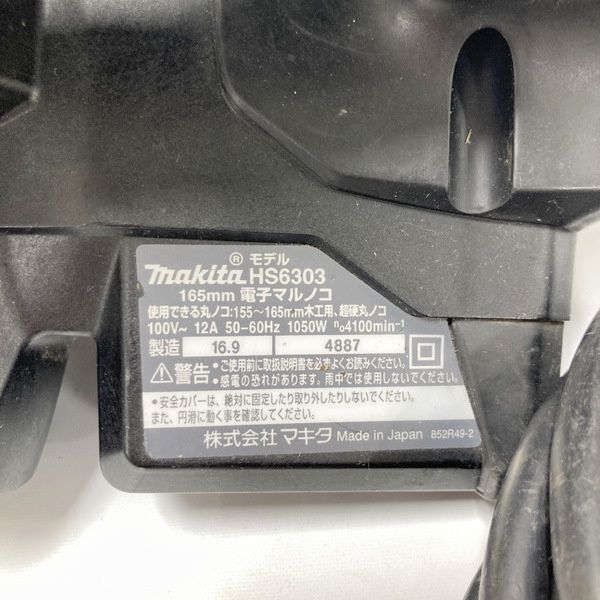 makita® モデル HS6303
165mm 電子マルノコ
使用できる丸ノコ:155~165mm木工用、超硬丸ノコ
100V~ 12A 50-60Hz 1050W n₀4100min⁻¹
製造 16.9 4887
⚠警告 •ご使用前に取扱説明書を必ずよくお読みください。
•感電の恐れがあります。雨中では使用しないでください。
•安全カバーは、絶対に固定したり取り外したりしないでください。
また、円滑に動く事を確認してください。
株式会社マキタ Made in Japan 852R49-2